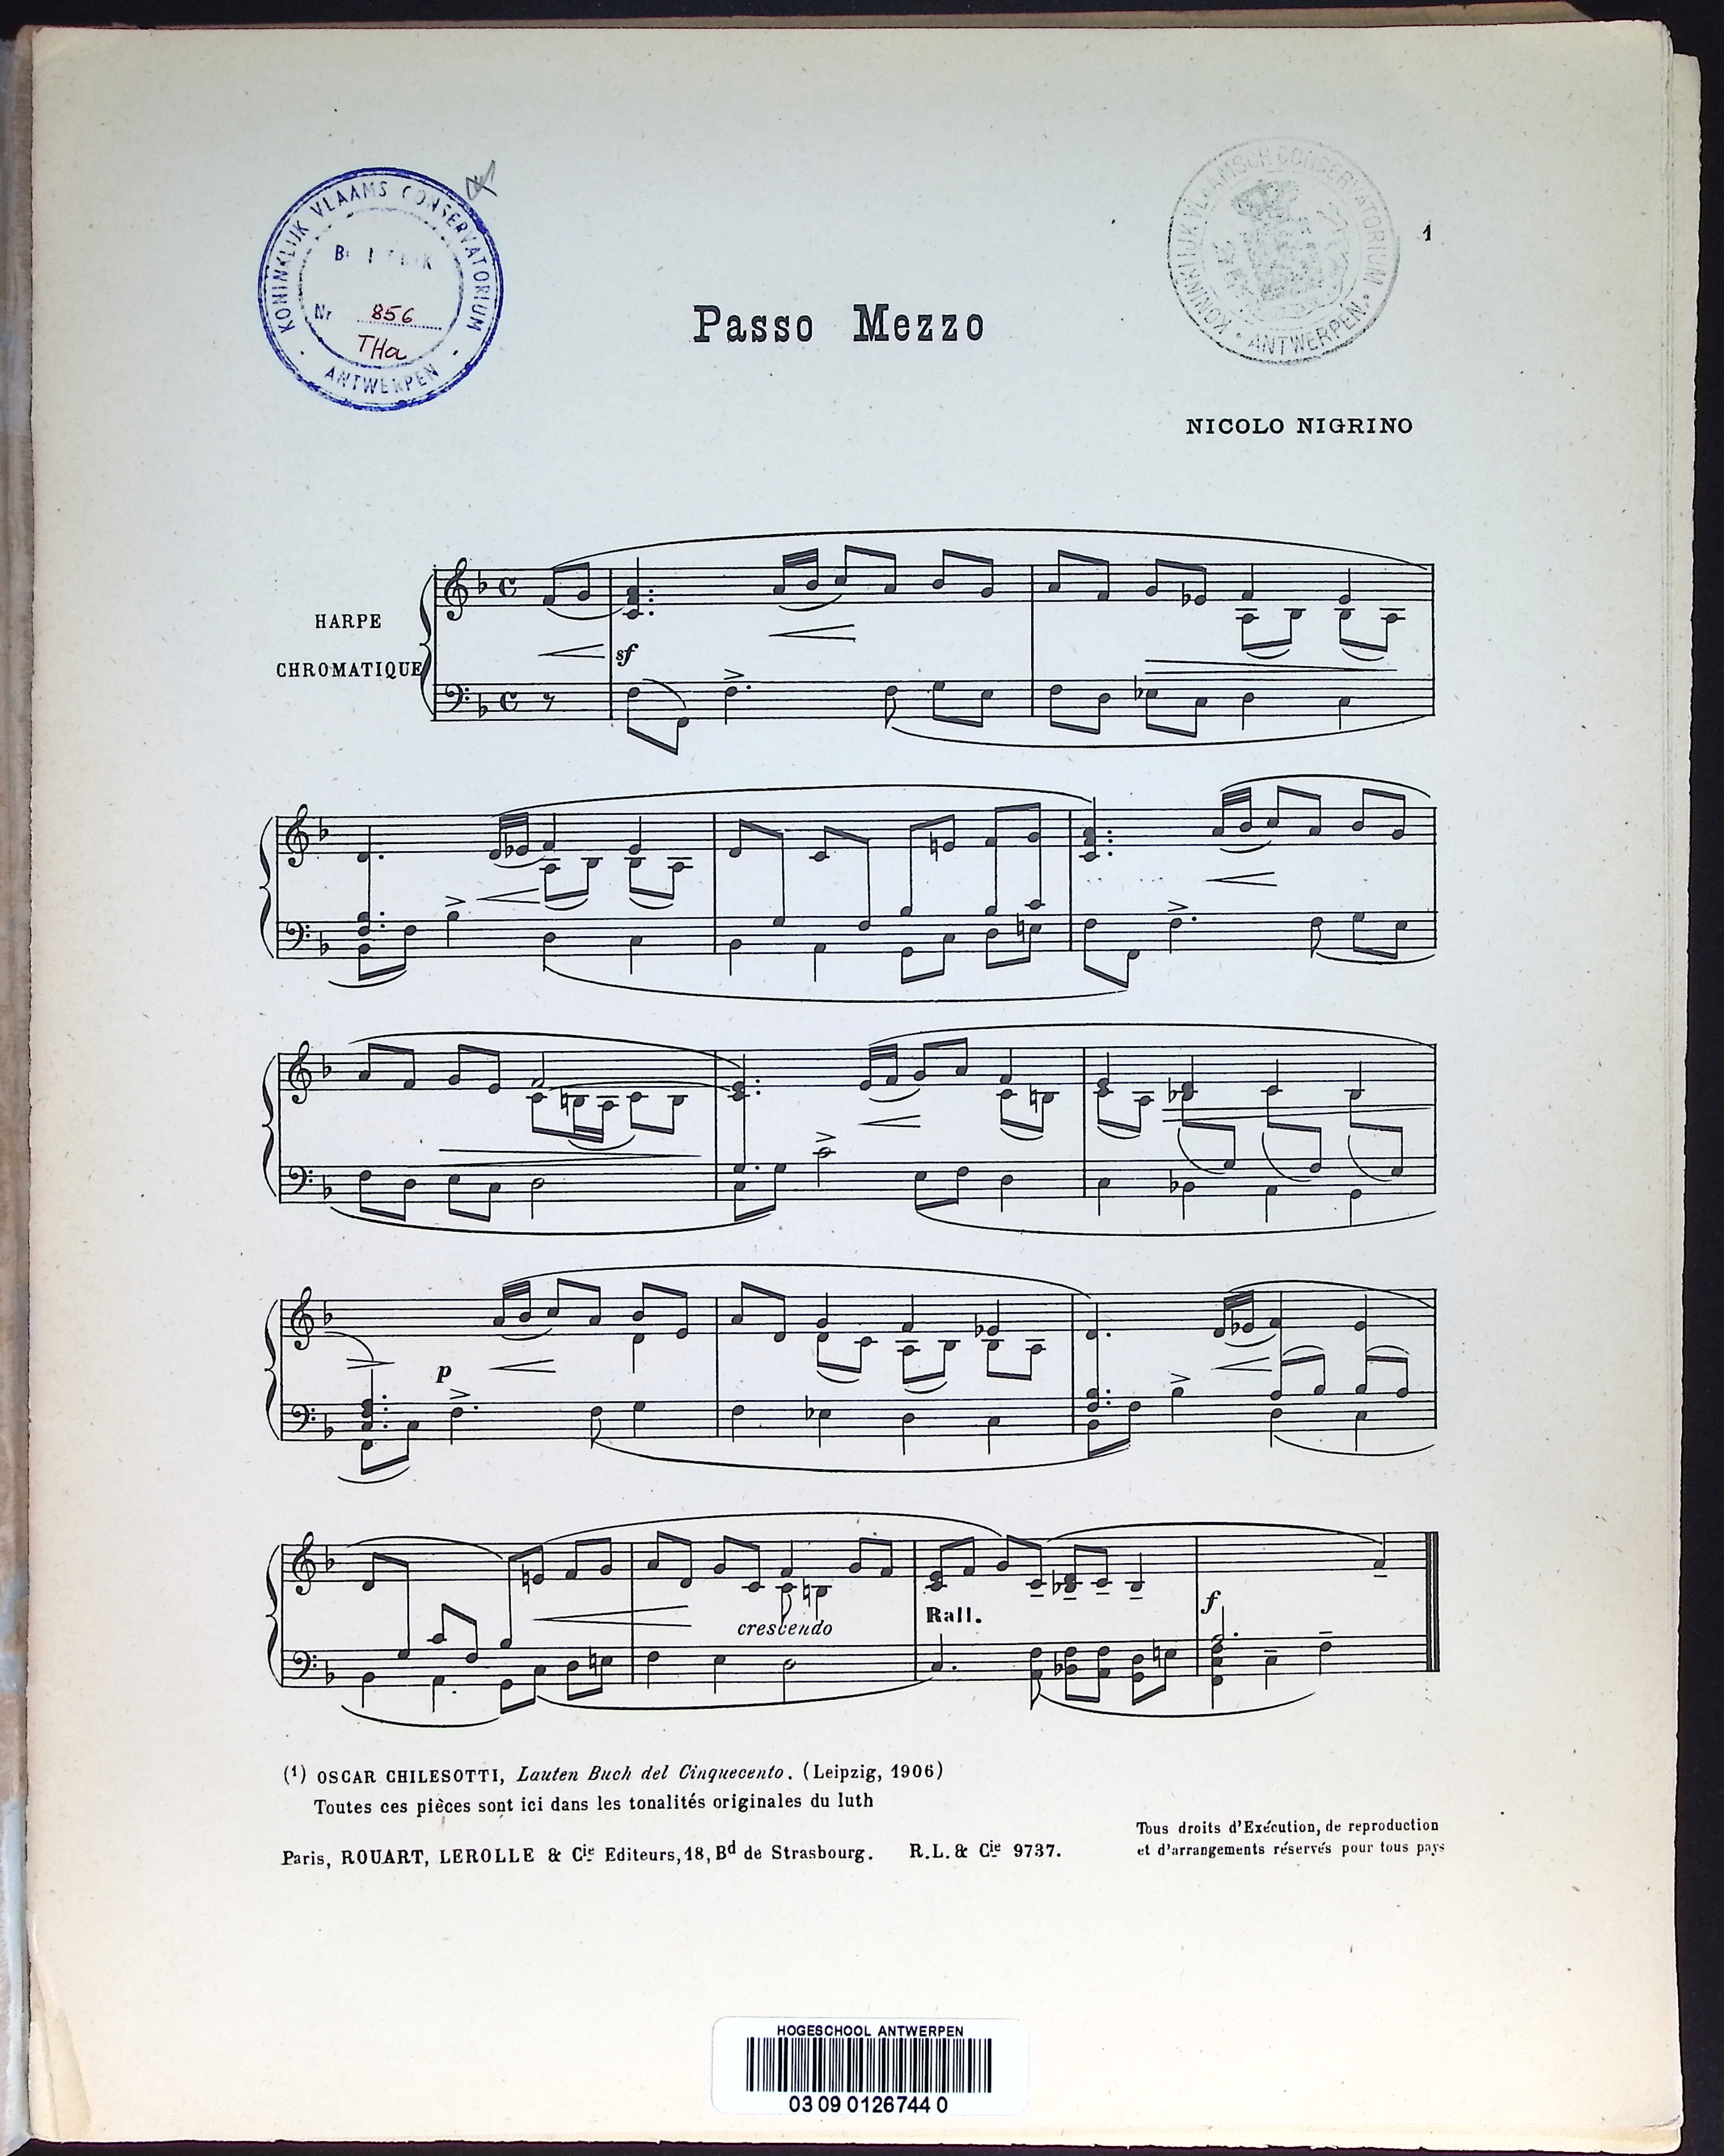 KONINKLIJK VLAAMS CONSERVATORIUM
Nr 856
THa
ANTWERPEN
KONINKLIJK VLAAMSCH CONSERVATORIUM
ANTWERPEN
1
Passo Mezzo
NICOLO NIGRINO
HARPE
CHROMATIQUE
sf
p
crescendo
Rall.
f
(1) OSCAR CHILESOTTI, Lauten Buch del Cinquecento. (Leipzig, 1906)
Toutes ces pièces sont ici dans les tonalités originales du luth
Paris, ROUART, LEROLLE & Cie Editeurs, 18, Bd de Strasbourg. R.L. & Cie 9737.
Tous droits d'Exécution, de reproduction
et d'arrangements réservés pour tous pays
HOGESCHOOL ANTWERPEN
03 09 0126744 0